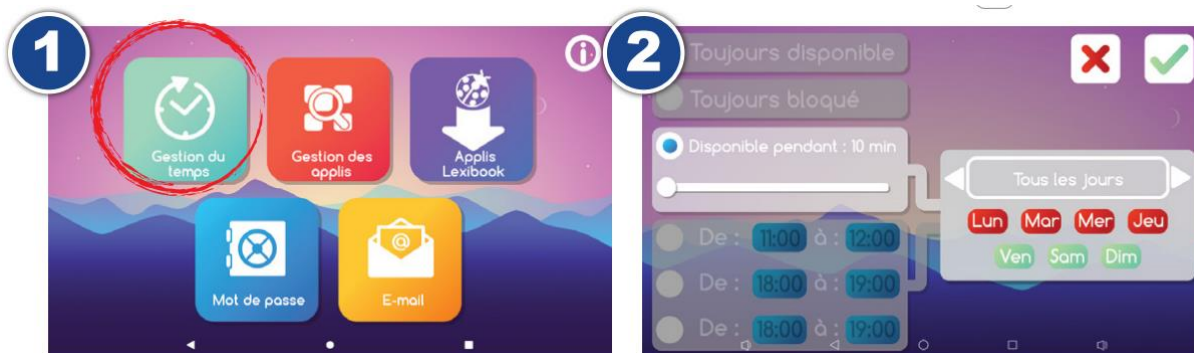 1
Gestion du
temps
Gestion des
applis
Applis
Lexibook
Mot de passe
@
E-mail
2
Toujours disponible
Toujours bloqué
Disponible pendant : 10 min
De : 11:00 à : 12:00
De : 18:00 à : 19:00
De : 18:00 à : 19:00
Tous les jours
Lun Mar Mer Jeu
Ven Sam Dim